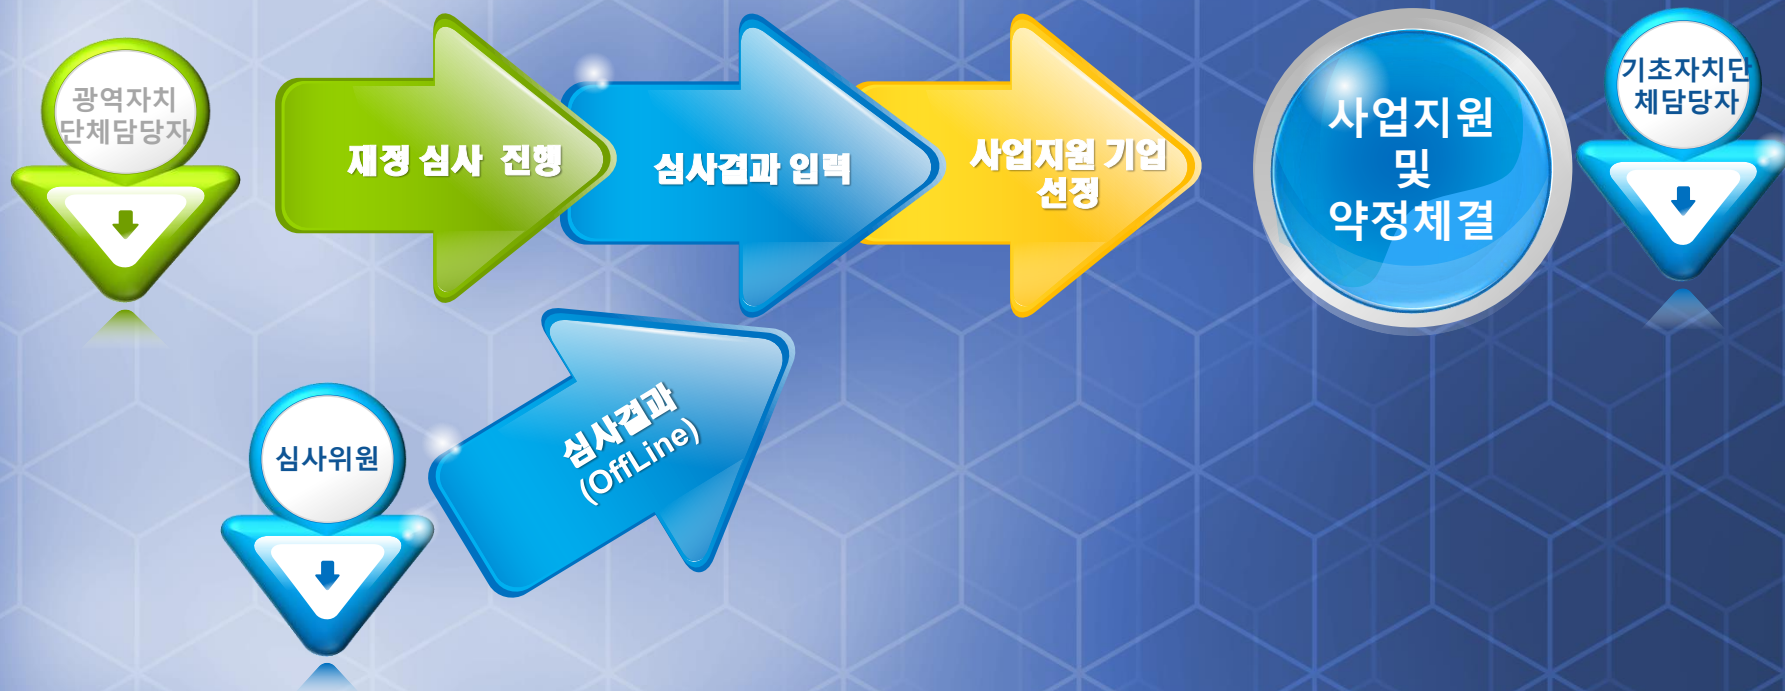 광역자치
단체담당자
재정 심사 진행
심사결과 입력
사업지원 기업
선정
사업지원
및
약정체결
기초자치단
체담당자
심사위원
심사결과
(OffLine)